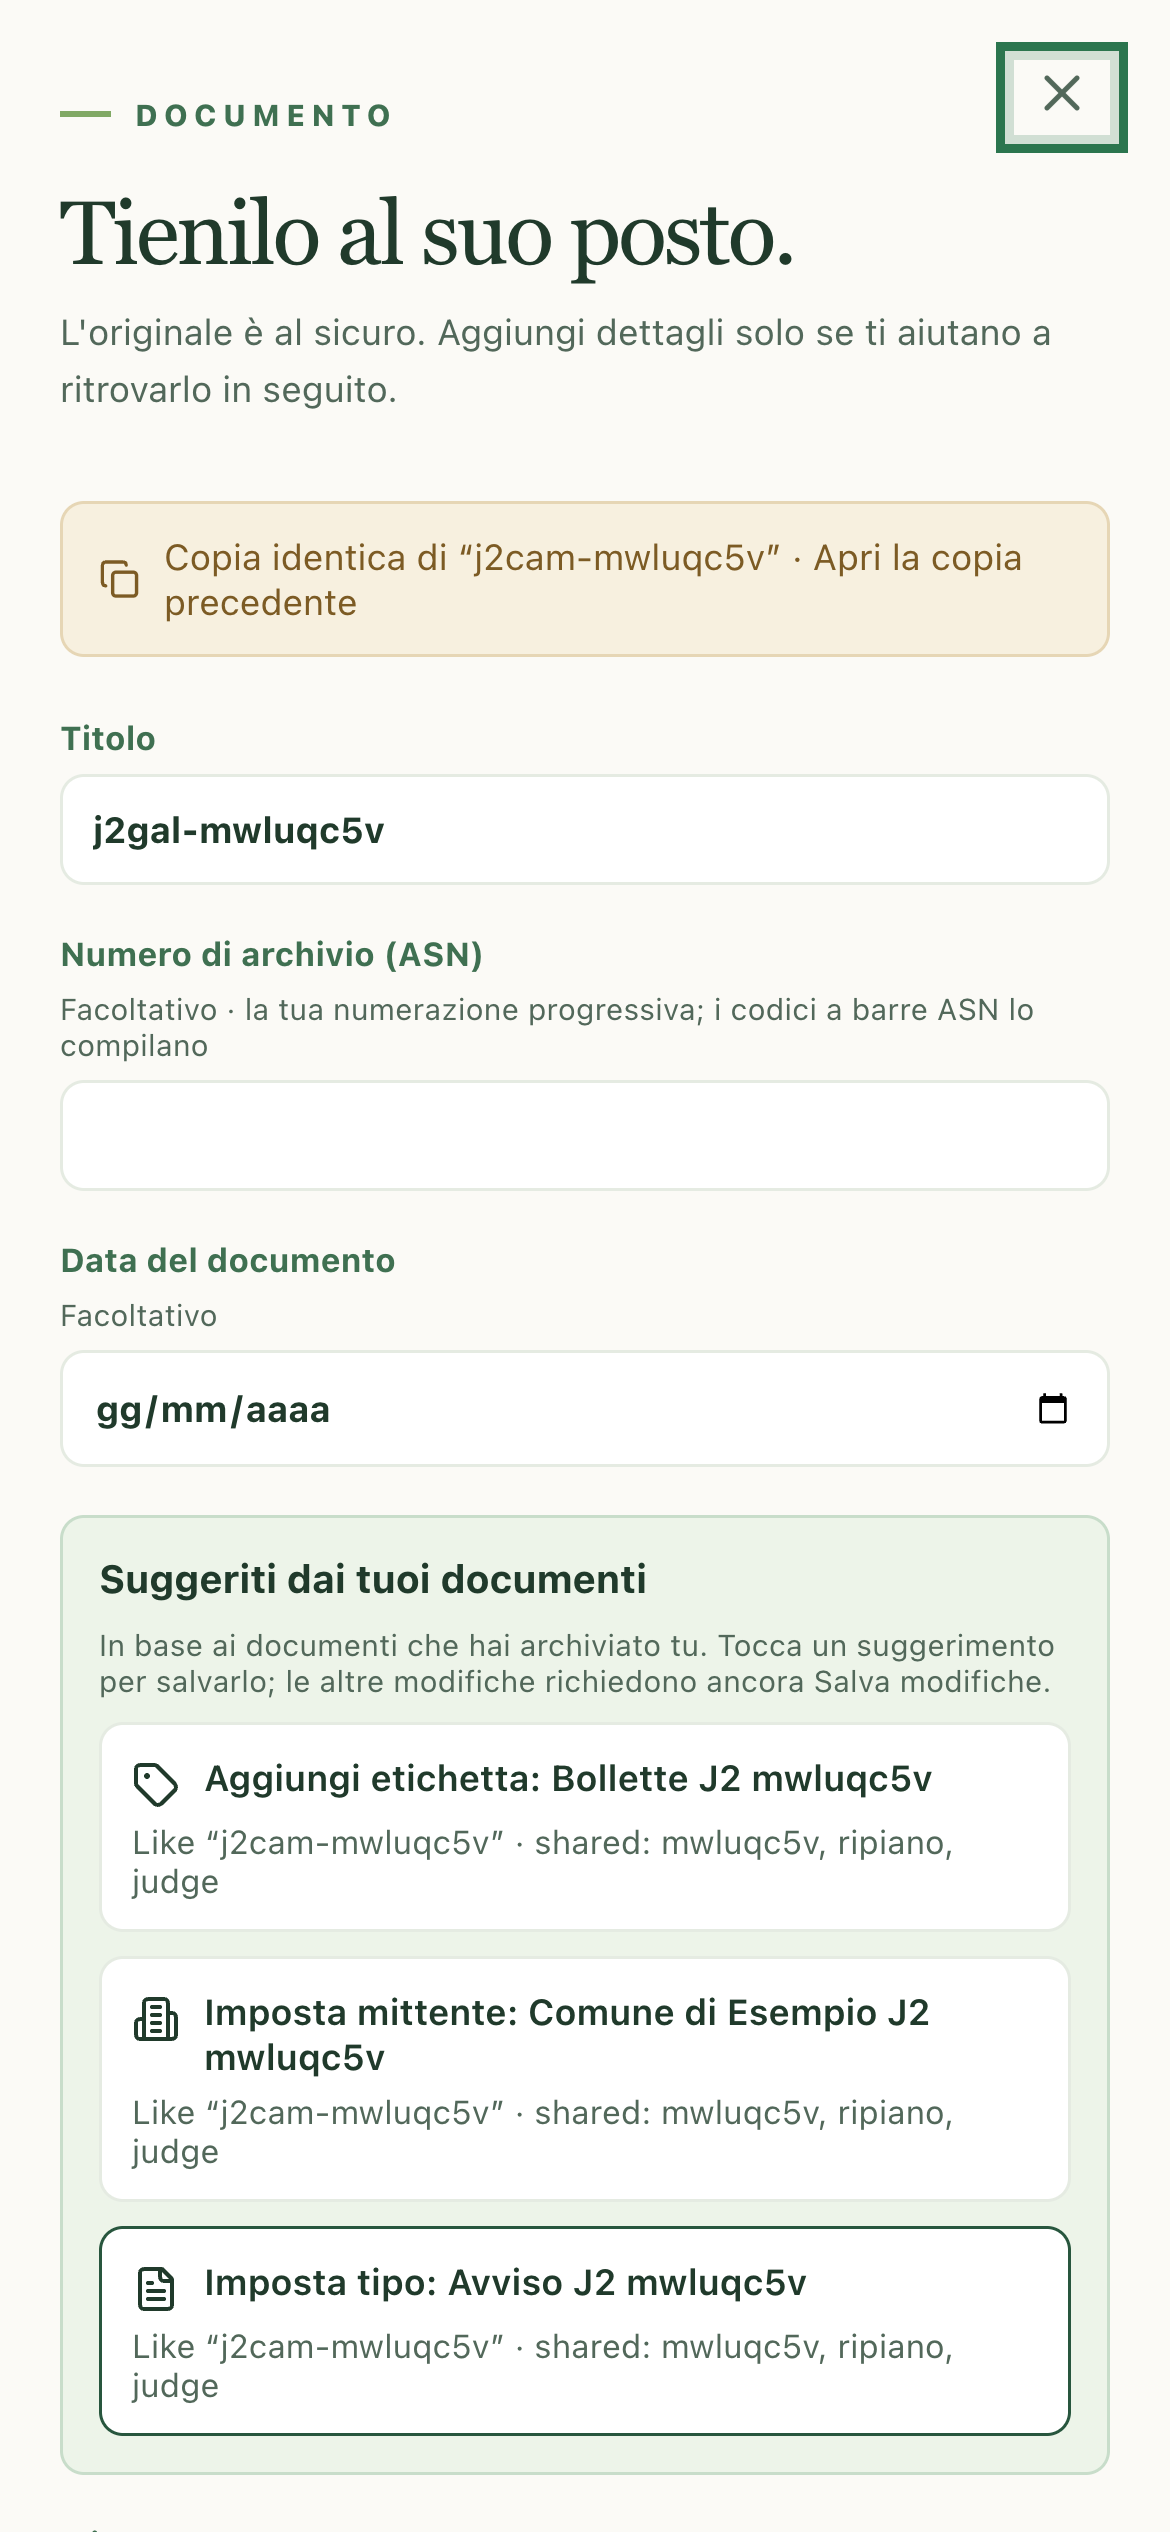 DOCUMENTO
Tienilo al suo posto.
L'originale è al sicuro. Aggiungi dettagli solo se ti aiutano a
ritrovarlo in seguito.
Copia identica di “j2cam-mwluqc5v” · Apri la copia
precedente
Titolo
j2gal-mwluqc5v
Numero di archivio (ASN)
Facoltativo · la tua numerazione progressiva; i codici a barre ASN lo
compilano
Data del documento
Facoltativo
gg/mm/aaaa
Suggeriti dai tuoi documenti
In base ai documenti che hai archiviato tu. Tocca un suggerimento
per salvarlo; le altre modifiche richiedono ancora Salva modifiche.
Aggiungi etichetta: Bollette J2 mwluqc5v
Like “j2cam-mwluqc5v” · shared: mwluqc5v, ripiano,
judge
Imposta mittente: Comune di Esempio J2
mwluqc5v
Like “j2cam-mwluqc5v” · shared: mwluqc5v, ripiano,
judge
Imposta tipo: Avviso J2 mwluqc5v
Like “j2cam-mwluqc5v” · shared: mwluqc5v, ripiano,
judge